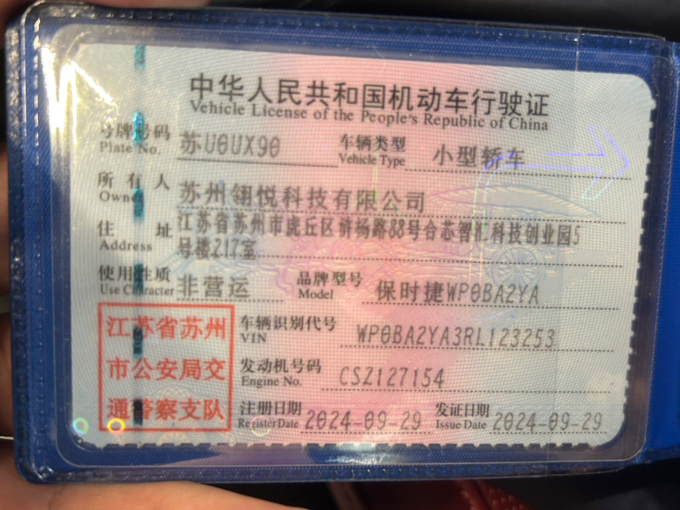 中华人民共和国机动车行驶证
Vehicle License of the People's Republic of China
号牌号码 苏U0UX90 车辆类型 小型轿车
Plate No. Vehicle Type
所有人 苏州翎悦科技有限公司
Owner
住址 江苏省苏州市虎丘区浒杨路88号合芯智汇科技创业园5
Address 号楼217室
使用性质 非营运 品牌型号 保时捷WP0BA2YA
Use Character Model
江苏省苏州 车辆识别代号 WP0BA2YA3RL123253
VIN
市公安局交 发动机号码 CSZ127154
Engine No.
通警察支队 注册日期 2024-09-29 发证日期 2024-09-29
Register Date Issue Date